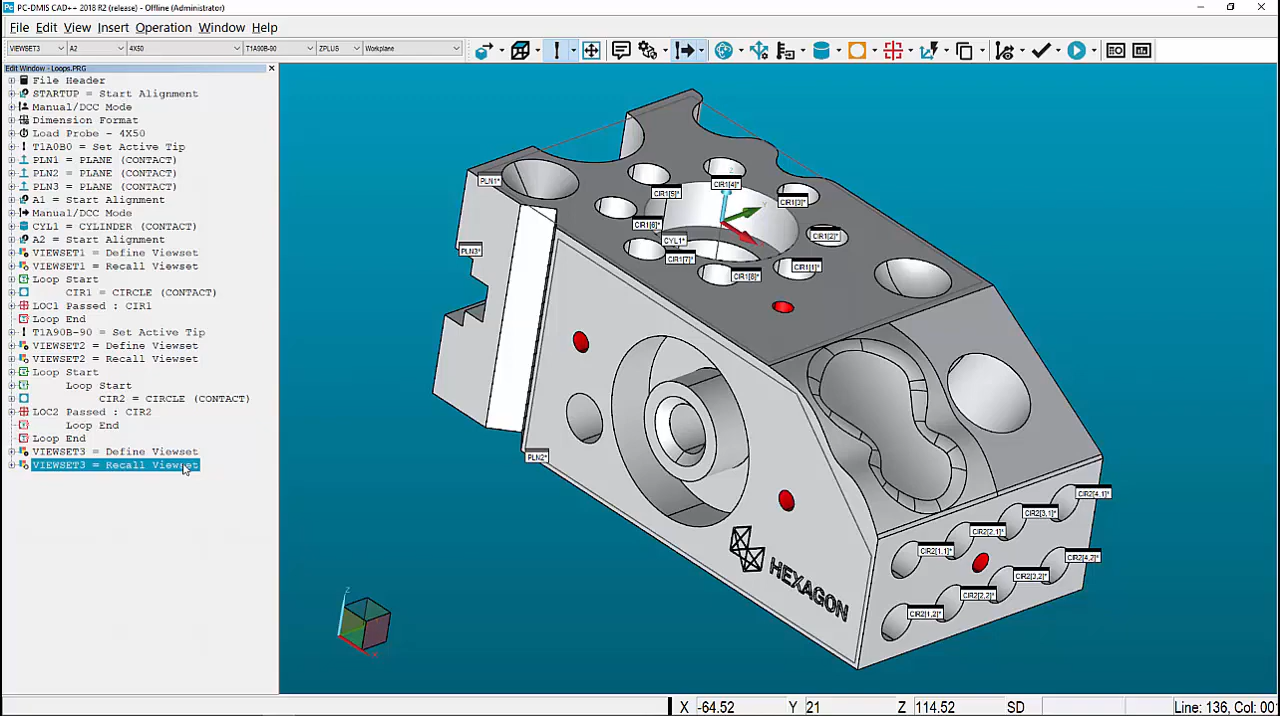 PC-DMIS CAD++ 2018 R2 (release) - Offline (Administrator)
File Edit View Insert Operation Window Help
VIEWSET3 A2 4X50 T1A90B-90 ZPLUS Workplane
Edit Window - Loops.PRG
File Header
STARTUP = Start Alignment
Manual/DCC Mode
Dimension Format
Load Probe - 4X50
T1A0B0 = Set Active Tip
PLN1 = PLANE (CONTACT)
PLN2 = PLANE (CONTACT)
PLN3 = PLANE (CONTACT)
A1 = Start Alignment
Manual/DCC Mode
CYL1 = CYLINDER (CONTACT)
A2 = Start Alignment
VIEWSET1 = Define Viewset
VIEWSET1 = Recall Viewset
Loop Start
CIR1 = CIRCLE (CONTACT)
LOC1 Passed : CIR1
Loop End
T1A90B-90 = Set Active Tip
VIEWSET2 = Define Viewset
VIEWSET2 = Recall Viewset
Loop Start
Loop Start
CIR2 = CIRCLE (CONTACT)
LOC2 Passed : CIR2
Loop End
Loop End
VIEWSET3 = Define Viewset
VIEWSET3 = Recall Viewset
PLN1*
CIR1[4]*
CIR1[5]*
CIR1[3]*
CIR1[6]*
CIR1[2]*
CYL1*
PLN3*
CIR1[7]*
CIR1[1]*
CIR1[8]*
Z
Y
PLN2*
CIR2[4,1]*
CIR2[3,1]*
CIR2[2,1]*
CIR2[1,1]*
CIR2[4,2]*
CIR2[3,2]*
CIR2[2,2]*
CIR2[1,2]*
HEXAGON
Z
X
X -64.52 Y 21 Z 114.52 SD Line: 136, Col: 00